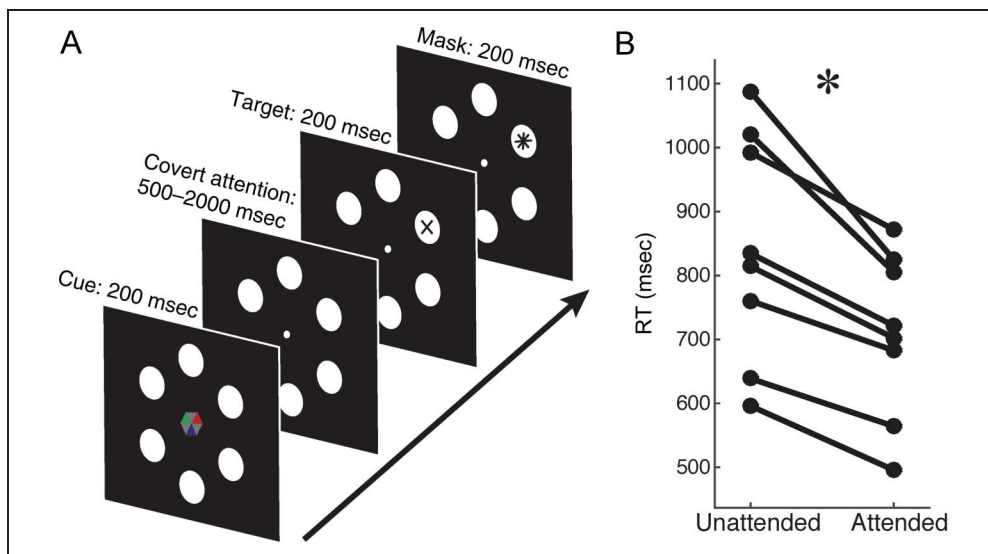 A
Mask: 200 msec
Target: 200 msec
Covert attention:
500–2000 msec
Cue: 200 msec
B
*
RT (msec)
1100
1000
900
800
700
600
500
Unattended
Attended